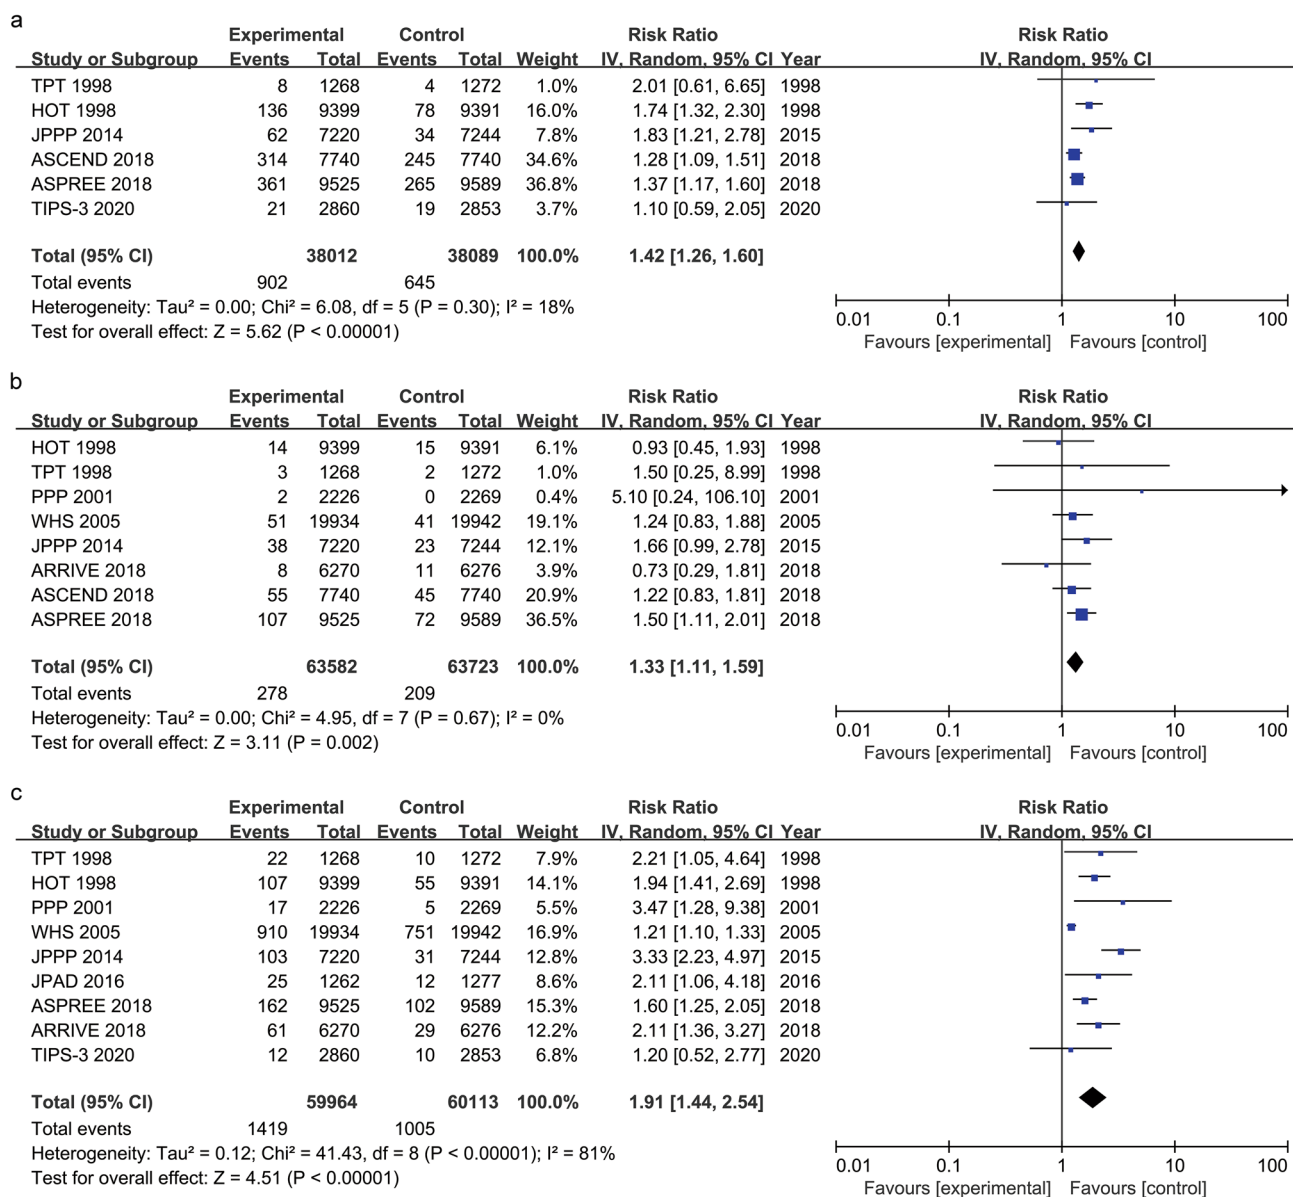 a
Experimental Control Risk Ratio Risk Ratio
Study or Subgroup Events Total Events Total Weight IV, Random, 95% CI Year IV, Random, 95% CI
TPT 1998 8 1268 4 1272 1.0% 2.01 [0.61, 6.65] 1998
HOT 1998 136 9399 78 9391 16.0% 1.74 [1.32, 2.30] 1998
JPPP 2014 62 7220 34 7244 7.8% 1.83 [1.21, 2.78] 2015
ASCEND 2018 314 7740 245 7740 34.6% 1.28 [1.09, 1.51] 2018
ASPREE 2018 361 9525 265 9589 36.8% 1.37 [1.17, 1.60] 2018
TIPS-3 2020 21 2860 19 2853 3.7% 1.10 [0.59, 2.05] 2020
Total (95% CI) 38012 38089 100.0% 1.42 [1.26, 1.60]
Total events 902 645
Heterogeneity: Tau² = 0.00; Chi² = 6.08, df = 5 (P = 0.30); I² = 18%
Test for overall effect: Z = 5.62 (P < 0.00001)
0.01 0.1 1 10 100
Favours [experimental] Favours [control]
b
Experimental Control Risk Ratio Risk Ratio
Study or Subgroup Events Total Events Total Weight IV, Random, 95% CI Year IV, Random, 95% CI
HOT 1998 14 9399 15 9391 6.1% 0.93 [0.45, 1.93] 1998
TPT 1998 3 1268 2 1272 1.0% 1.50 [0.25, 8.99] 1998
PPP 2001 2 2226 0 2269 0.4% 5.10 [0.24, 106.10] 2001
WHS 2005 51 19934 41 19942 19.1% 1.24 [0.83, 1.88] 2005
JPPP 2014 38 7220 23 7244 12.1% 1.66 [0.99, 2.78] 2015
ARRIVE 2018 8 6270 11 6276 3.9% 0.73 [0.29, 1.81] 2018
ASCEND 2018 55 7740 45 7740 20.9% 1.22 [0.83, 1.81] 2018
ASPREE 2018 107 9525 72 9589 36.5% 1.50 [1.11, 2.01] 2018
Total (95% CI) 63582 63723 100.0% 1.33 [1.11, 1.59]
Total events 278 209
Heterogeneity: Tau² = 0.00; Chi² = 4.95, df = 7 (P = 0.67); I² = 0%
Test for overall effect: Z = 3.11 (P = 0.002)
0.01 0.1 1 10 100
Favours [experimental] Favours [control]
c
Experimental Control Risk Ratio Risk Ratio
Study or Subgroup Events Total Events Total Weight IV, Random, 95% CI Year IV, Random, 95% CI
TPT 1998 22 1268 10 1272 7.9% 2.21 [1.05, 4.64] 1998
HOT 1998 107 9399 55 9391 14.1% 1.94 [1.41, 2.69] 1998
PPP 2001 17 2226 5 2269 5.5% 3.47 [1.28, 9.38] 2001
WHS 2005 910 19934 751 19942 16.9% 1.21 [1.10, 1.33] 2005
JPPP 2014 103 7220 31 7244 12.8% 3.33 [2.23, 4.97] 2015
JPAD 2016 25 1262 12 1277 8.6% 2.11 [1.06, 4.18] 2016
ASPREE 2018 162 9525 102 9589 15.3% 1.60 [1.25, 2.05] 2018
ARRIVE 2018 61 6270 29 6276 12.2% 2.11 [1.36, 3.27] 2018
TIPS-3 2020 12 2860 10 2853 6.8% 1.20 [0.52, 2.77] 2020
Total (95% CI) 59964 60113 100.0% 1.91 [1.44, 2.54]
Total events 1419 1005
Heterogeneity: Tau² = 0.12; Chi² = 41.43, df = 8 (P < 0.00001); I² = 81%
Test for overall effect: Z = 4.51 (P < 0.00001)
0.01 0.1 1 10 100
Favours [experimental] Favours [control]